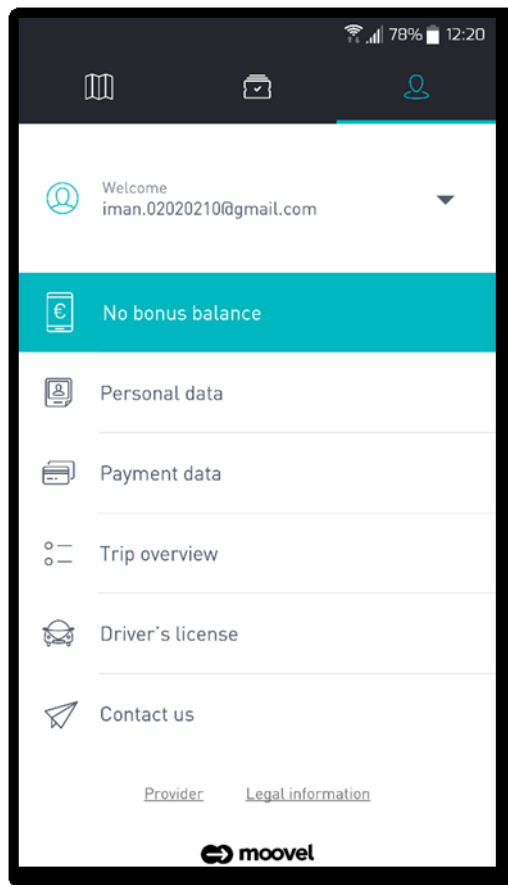 78% 12:20
Welcome
iman.02020210@gmail.com
€ No bonus balance
Personal data
Payment data
Trip overview
Driver's license
Contact us
Provider Legal information
moovel